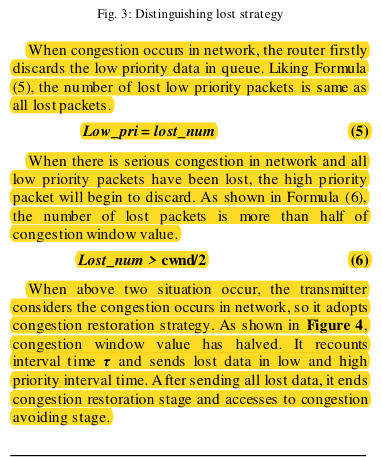 Fig. 3: Distinguishing lost strategy
When congestion occurs in network, the router firstly
discards the low priority data in queue. Liking Formula
(5), the number of lost low priority packets is same as
all lost packets.
Low_pri = lost_num (5)
When there is serious congestion in network and all
low priority packets have been lost, the high priority
packet will begin to discard. As shown in Formula (6),
the number of lost packets is more than half of
congestion window value.
Lost_num > cwnd/2 (6)
When above two situation occur, the transmitter
considers the congestion occurs in network, so it adopts
congestion restoration strategy. As shown in Figure 4,
congestion window value has halved. It recounts
interval time τ and sends lost data in low and high
priority interval time. After sending all lost data, it ends
congestion restoration stage and accesses to congestion
avoiding stage.